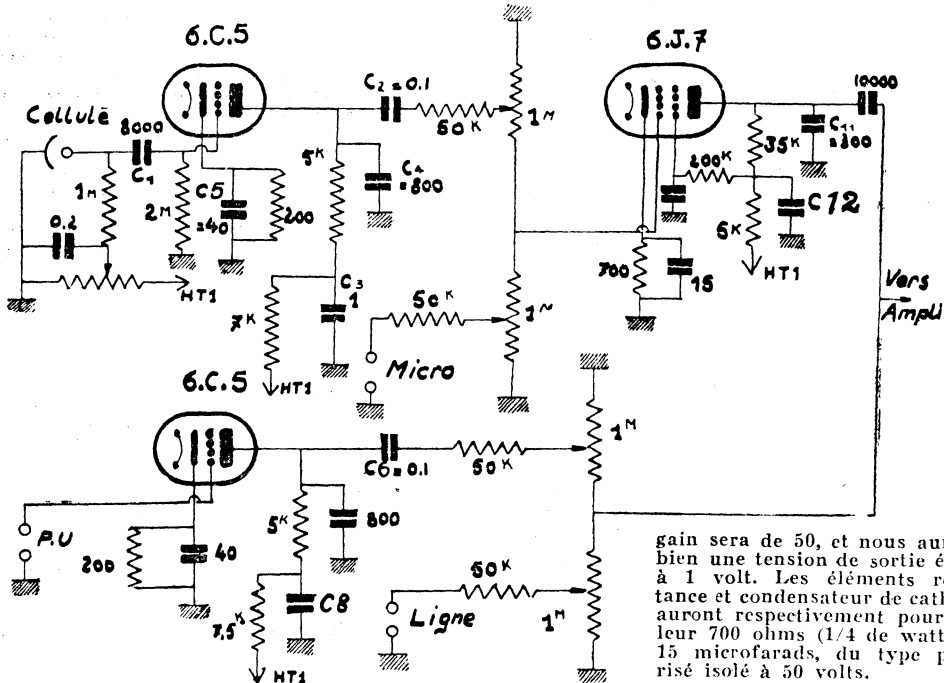 6.C.5
6.J.7
Cellule
8000
C1
1M
0.2
HT1
2M
C5
=40
200
C2=0.1
50K
1M
5K
C4
=800
C3
1
7K
HT1
50K
1M
Micro
10000
35K
C11
=200
200K
C12
5K
HT1
700
15
Vers
Ampli
6.C.5
P.U
200
40
C6=0.1
50K
1M
5K
800
C8
7,5K
HT1
50K
1M
Ligne
gain sera de 50, et nous aur
bien une tension de sortie é
à 1 volt. Les éléments r
tance et condensateur de cath
auront respectivement pour
leur 700 ohms (1/4 de watt
15 microfarads, du type p
risé isolé à 50 volts.